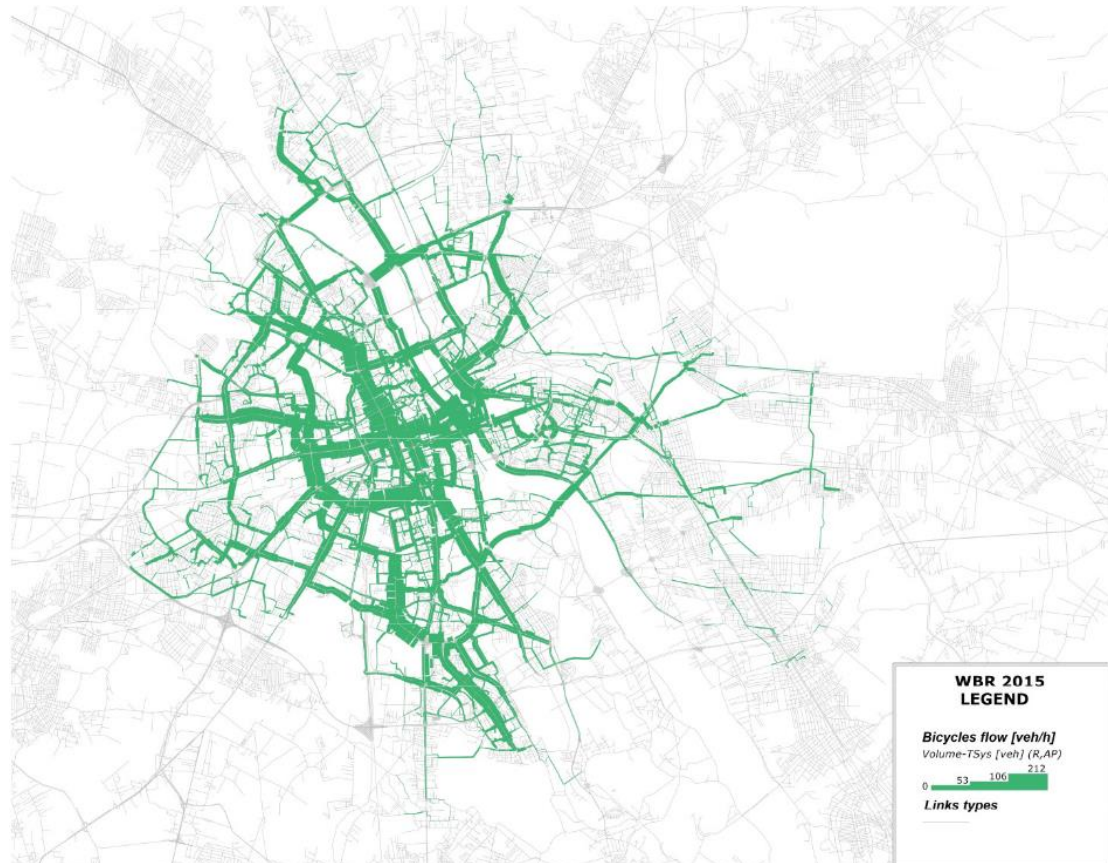 WBR 2015
LEGEND
Bicycles flow [veh/h]
Volume-TSys [veh] (R,AP)
0 53 106 212
Links types